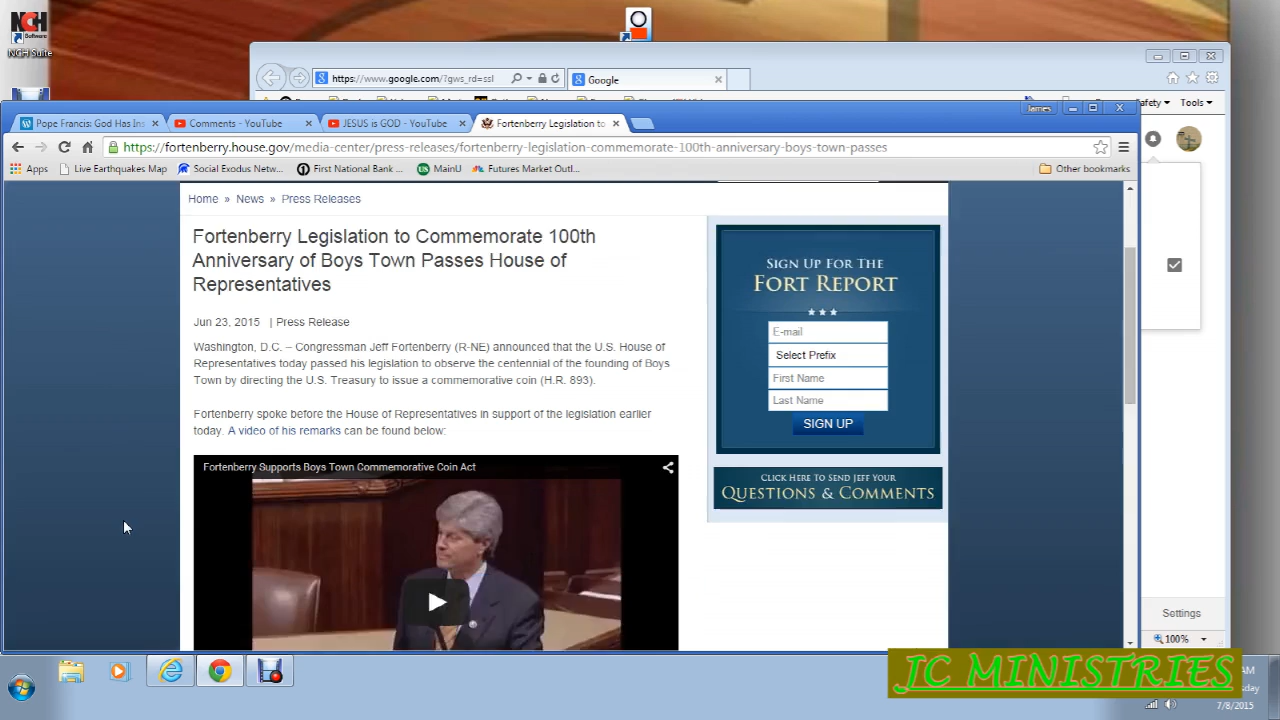 NCH Suite
https://www.google.com/?gws_rd=ssl
Google
Safety Tools
Pope Francis: God Has Ins
Comments - YouTube
JESUS is GOD - YouTube
Fortenberry Legislation to
https://fortenberry.house.gov/media-center/press-releases/fortenberry-legislation-commemorate-100th-anniversary-boys-town-passes
Apps
Live Earthquakes Map
Social Exodus Netw...
First National Bank ...
MainU
Futures Market Outl...
Other bookmarks
Home » News » Press Releases
Fortenberry Legislation to Commemorate 100th
Anniversary of Boys Town Passes House of
Representatives
Jun 23, 2015 | Press Release
Washington, D.C. – Congressman Jeff Fortenberry (R-NE) announced that the U.S. House of
Representatives today passed his legislation to observe the centennial of the founding of Boys
Town by directing the U.S. Treasury to issue a commemorative coin (H.R. 893).
Fortenberry spoke before the House of Representatives in support of the legislation earlier
today. A video of his remarks can be found below:
Fortenberry Supports Boys Town Commemorative Coin Act
SIGN UP FOR THE
FORT REPORT
E-mail
Select Prefix
First Name
Last Name
SIGN UP
CLICK HERE TO SEND JEFF YOUR
QUESTIONS & COMMENTS
Settings
100%
JC MINISTRIES
AM
sday
7/8/2015